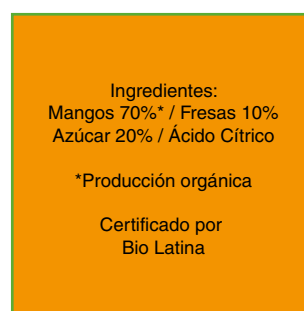 Ingredientes:
Mangos 70%* / Fresas 10%
Azúcar 20% / Ácido Cítrico
*Producción orgánica
Certificado por
Bio Latina